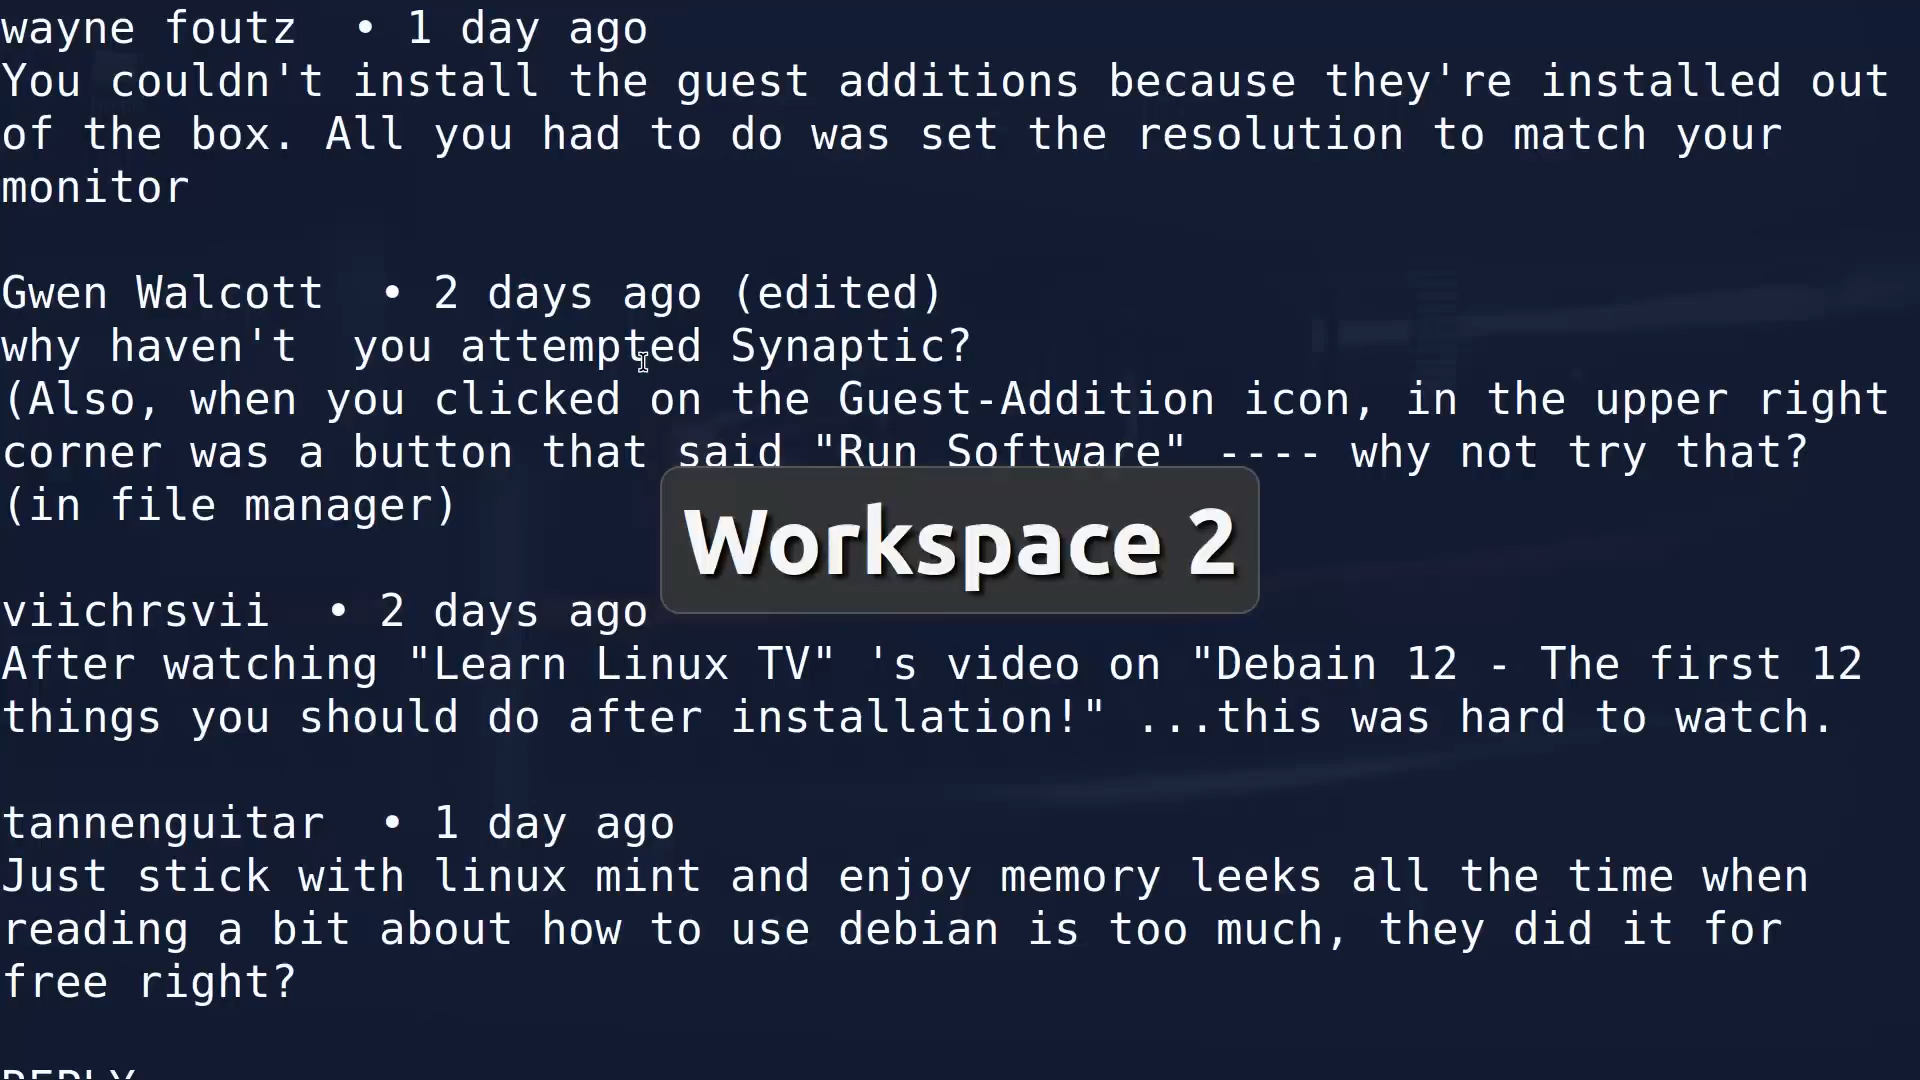 wayne foutz  • 1 day ago
You couldn't install the guest additions because they're installed out
of the box. All you had to do was set the resolution to match your
monitor
Gwen Walcott  • 2 days ago (edited)
why haven't  you attempted Synaptic?
(Also, when you clicked on the Guest-Addition icon, in the upper right
corner was a button that said "Run Software" ---- why not try that?
(in file manager)
Workspace 2
viichrsvii  • 2 days ago
After watching "Learn Linux TV" 's video on "Debain 12 - The first 12
things you should do after installation!" ...this was hard to watch.
tannenguitar  • 1 day ago
Just stick with linux mint and enjoy memory leeks all the time when
reading a bit about how to use debian is too much, they did it for
free right?
REPLY